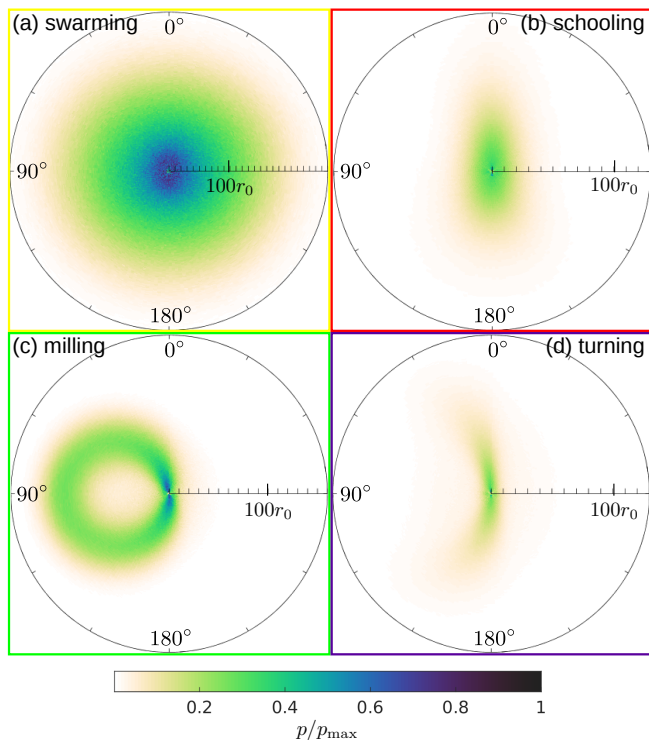 (a) swarming
0°
90°
100r₀
180°
(b) schooling
0°
90°
100r₀
180°
(c) milling
0°
90°
100r₀
180°
(d) turning
0°
90°
100r₀
180°
0.2 0.4 0.6 0.8 1
p/pmax